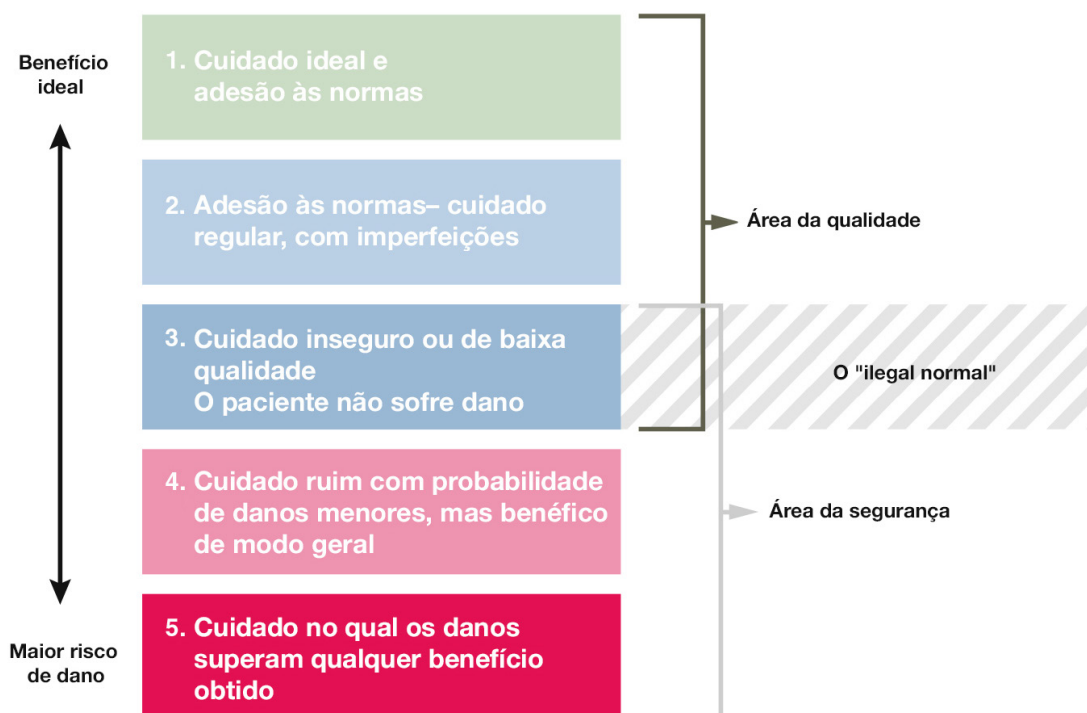 Benefício
ideal
1. Cuidado ideal e
adesão às normas
2. Adesão às normas– cuidado
regular, com imperfeições
Área da qualidade
3. Cuidado inseguro ou de baixa
qualidade
O paciente não sofre dano
O "ilegal normal"
4. Cuidado ruim com probabilidade
de danos menores, mas benéfico
de modo geral
Área da segurança
5. Cuidado no qual os danos
superam qualquer benefício
obtido
Maior risco
de dano